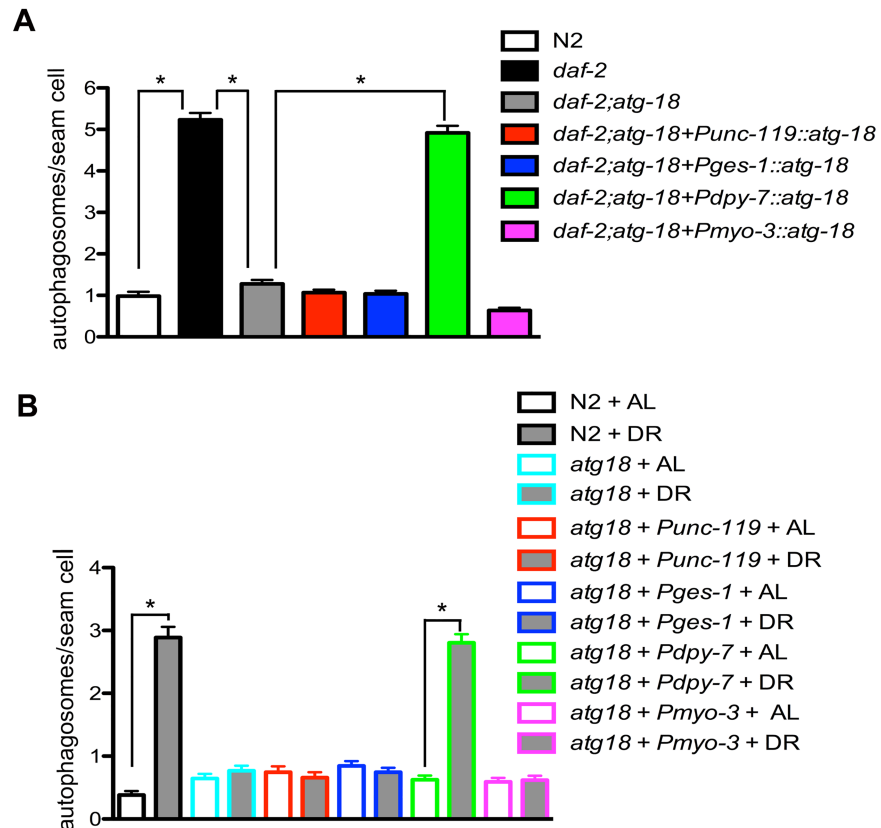 A
N2
daf-2
daf-2;atg-18
daf-2;atg-18+Punc-119::atg-18
daf-2;atg-18+Pges-1::atg-18
daf-2;atg-18+Pdpy-7::atg-18
daf-2;atg-18+Pmyo-3::atg-18
autophagosomes/seam cell
6
5
4
3
2
1
0
* * *
B
N2 + AL
N2 + DR
atg18 + AL
atg18 + DR
atg18 + Punc-119 + AL
atg18 + Punc-119 + DR
atg18 + Pges-1 + AL
atg18 + Pges-1 + DR
atg18 + Pdpy-7 + AL
atg18 + Pdpy-7 + DR
atg18 + Pmyo-3 + AL
atg18 + Pmyo-3 + DR
autophagosomes/seam cell
4
3
2
1
0
* *